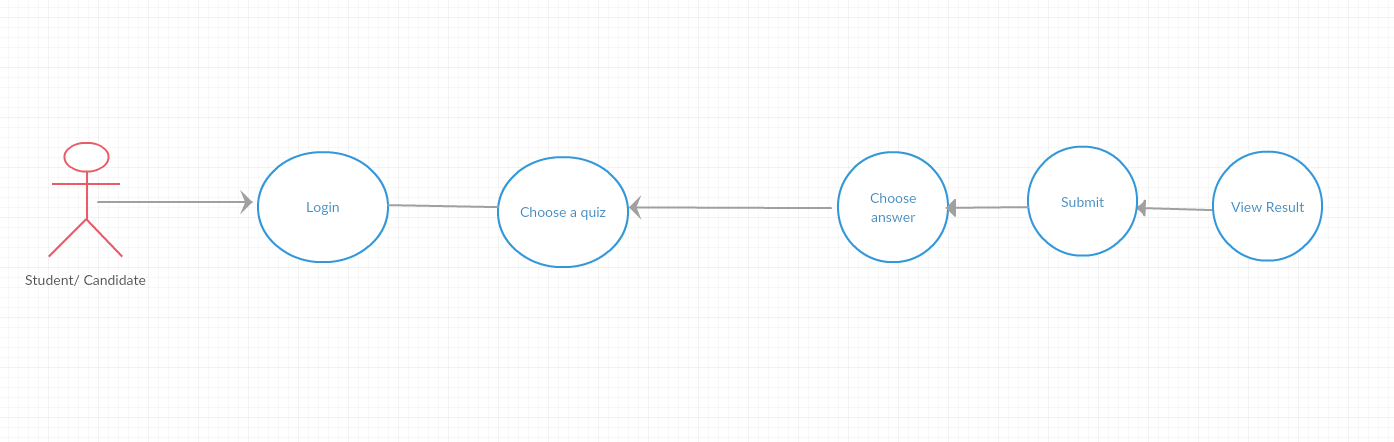 Login
Choose a quiz
Choose
answer
Submit
View Result
Student/ Candidate